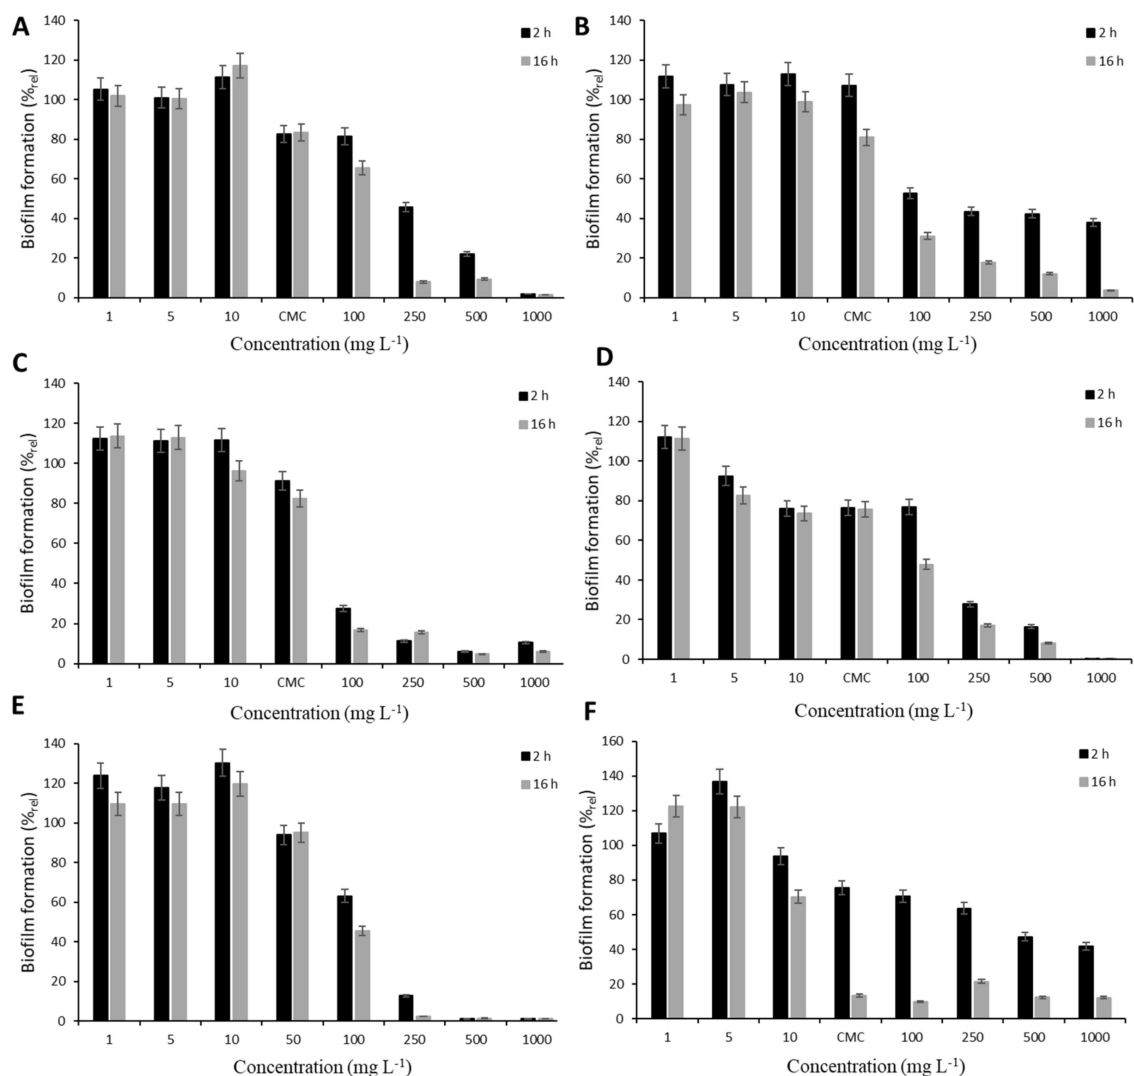 A
Biofilm formation (%rel)
140
120
100
80
60
40
20
0
2 h
16 h
1 5 10 CMC 100 250 500 1000
Concentration (mg L-1)
B
Biofilm formation (%rel)
140
120
100
80
60
40
20
0
2 h
16 h
1 5 10 CMC 100 250 500 1000
Concentration (mg L-1)
C
Biofilm formation (%rel)
140
120
100
80
60
40
20
0
2 h
16 h
1 5 10 CMC 100 250 500 1000
Concentration (mg L-1)
D
Biofilm formation (%rel)
140
120
100
80
60
40
20
0
2 h
16 h
1 5 10 CMC 100 250 500 1000
Concentration (mg L-1)
E
Biofilm formation (%rel)
140
120
100
80
60
40
20
0
2 h
16 h
1 5 10 50 100 250 500 1000
Concentration (mg L-1)
F
Biofilm formation (%rel)
160
140
120
100
80
60
40
20
0
2 h
16 h
1 5 10 CMC 100 250 500 1000
Concentration (mg L-1)